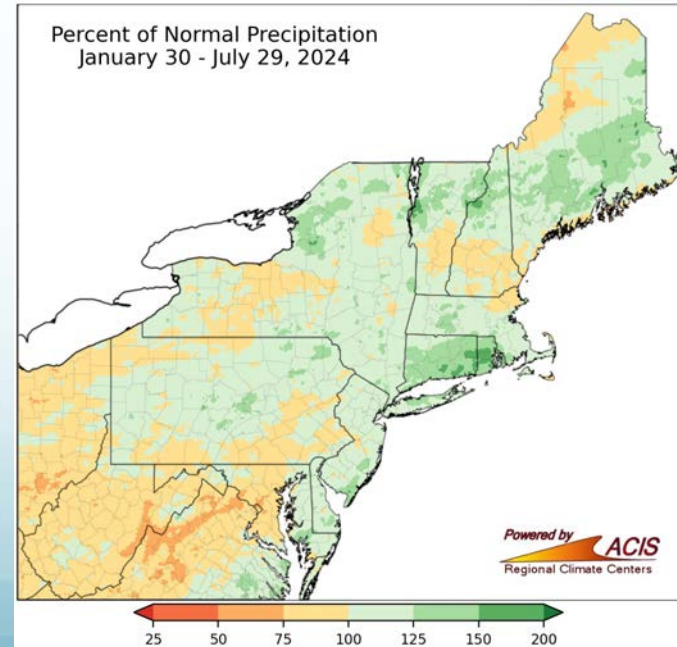 Percent of Normal Precipitation
January 30 - July 29, 2024
Powered by
ACIS
Regional Climate Centers
25 50 75 100 125 150 200